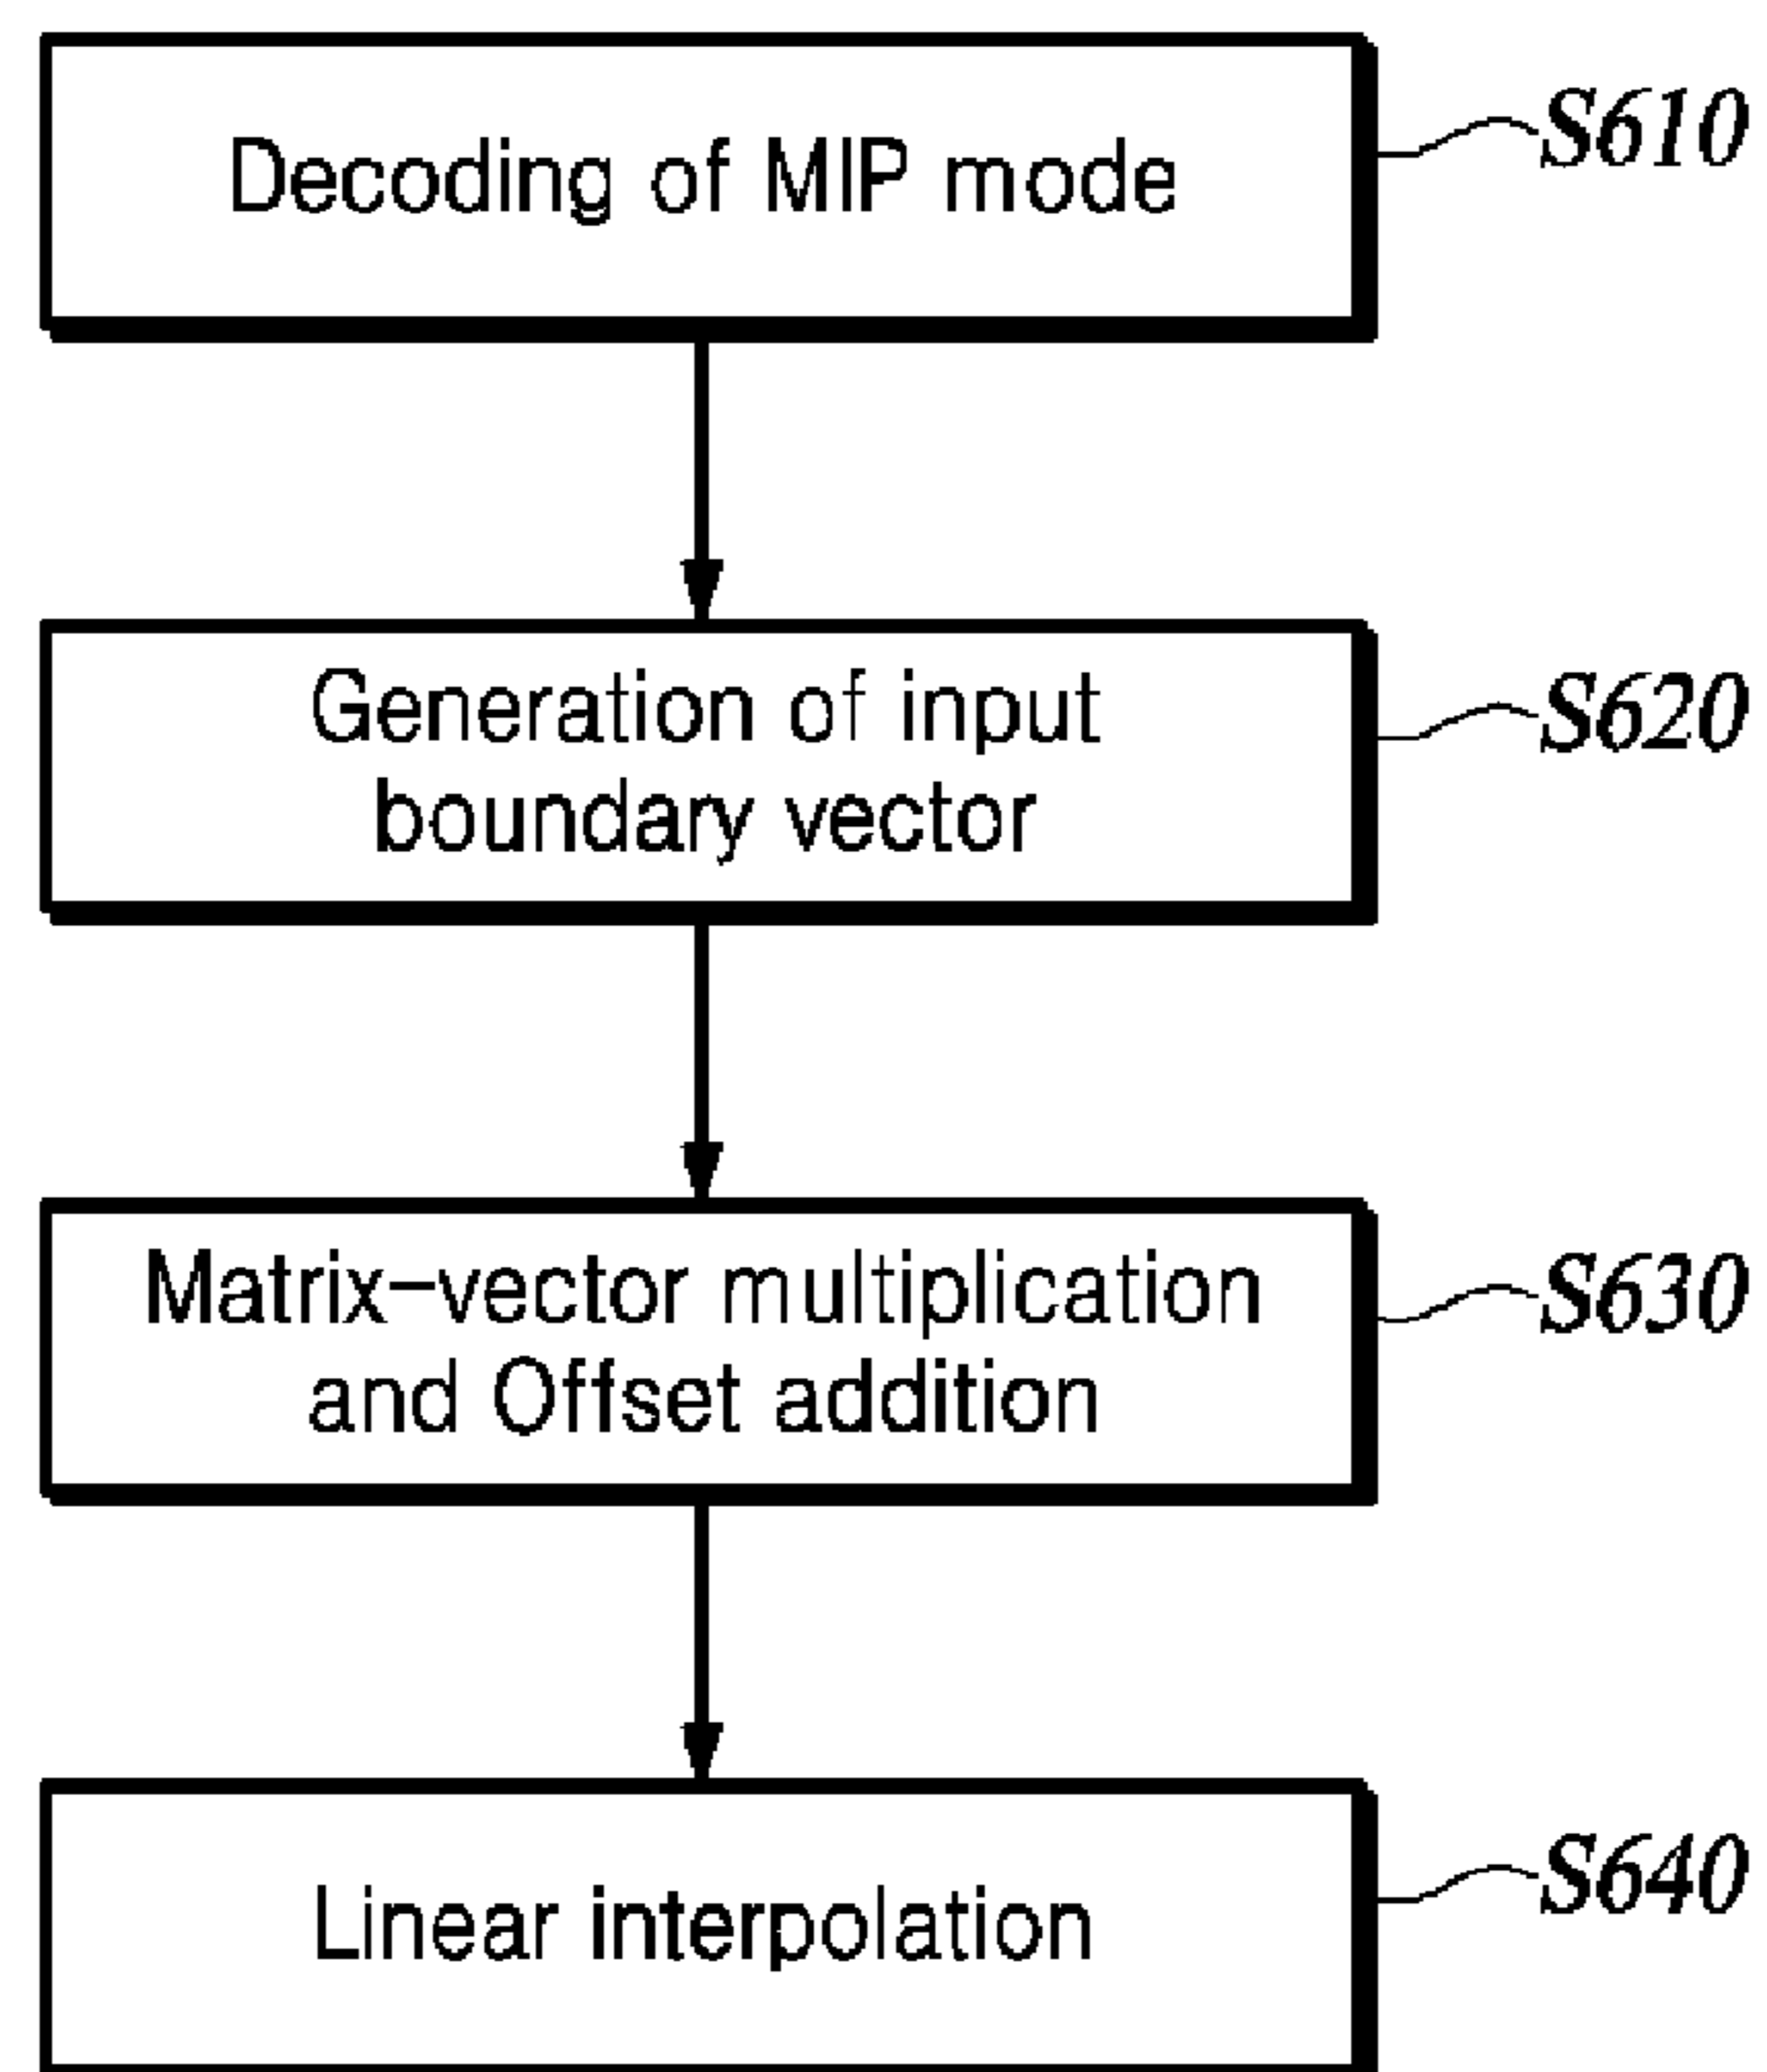 Decoding of MIP mode
S610
Generation of input
boundary vector
S620
Matrix-vector multiplication
and Offset addition
S630
Linear interpolation
S640